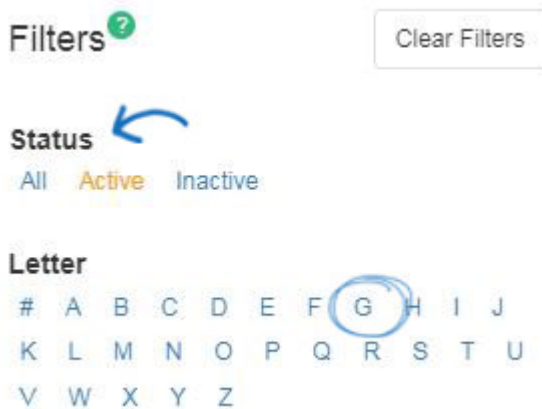 Filters ?
Clear Filters
Status
All Active Inactive
Letter
# A B C D E F G H I J
K L M N O P Q R S T U
V W X Y Z